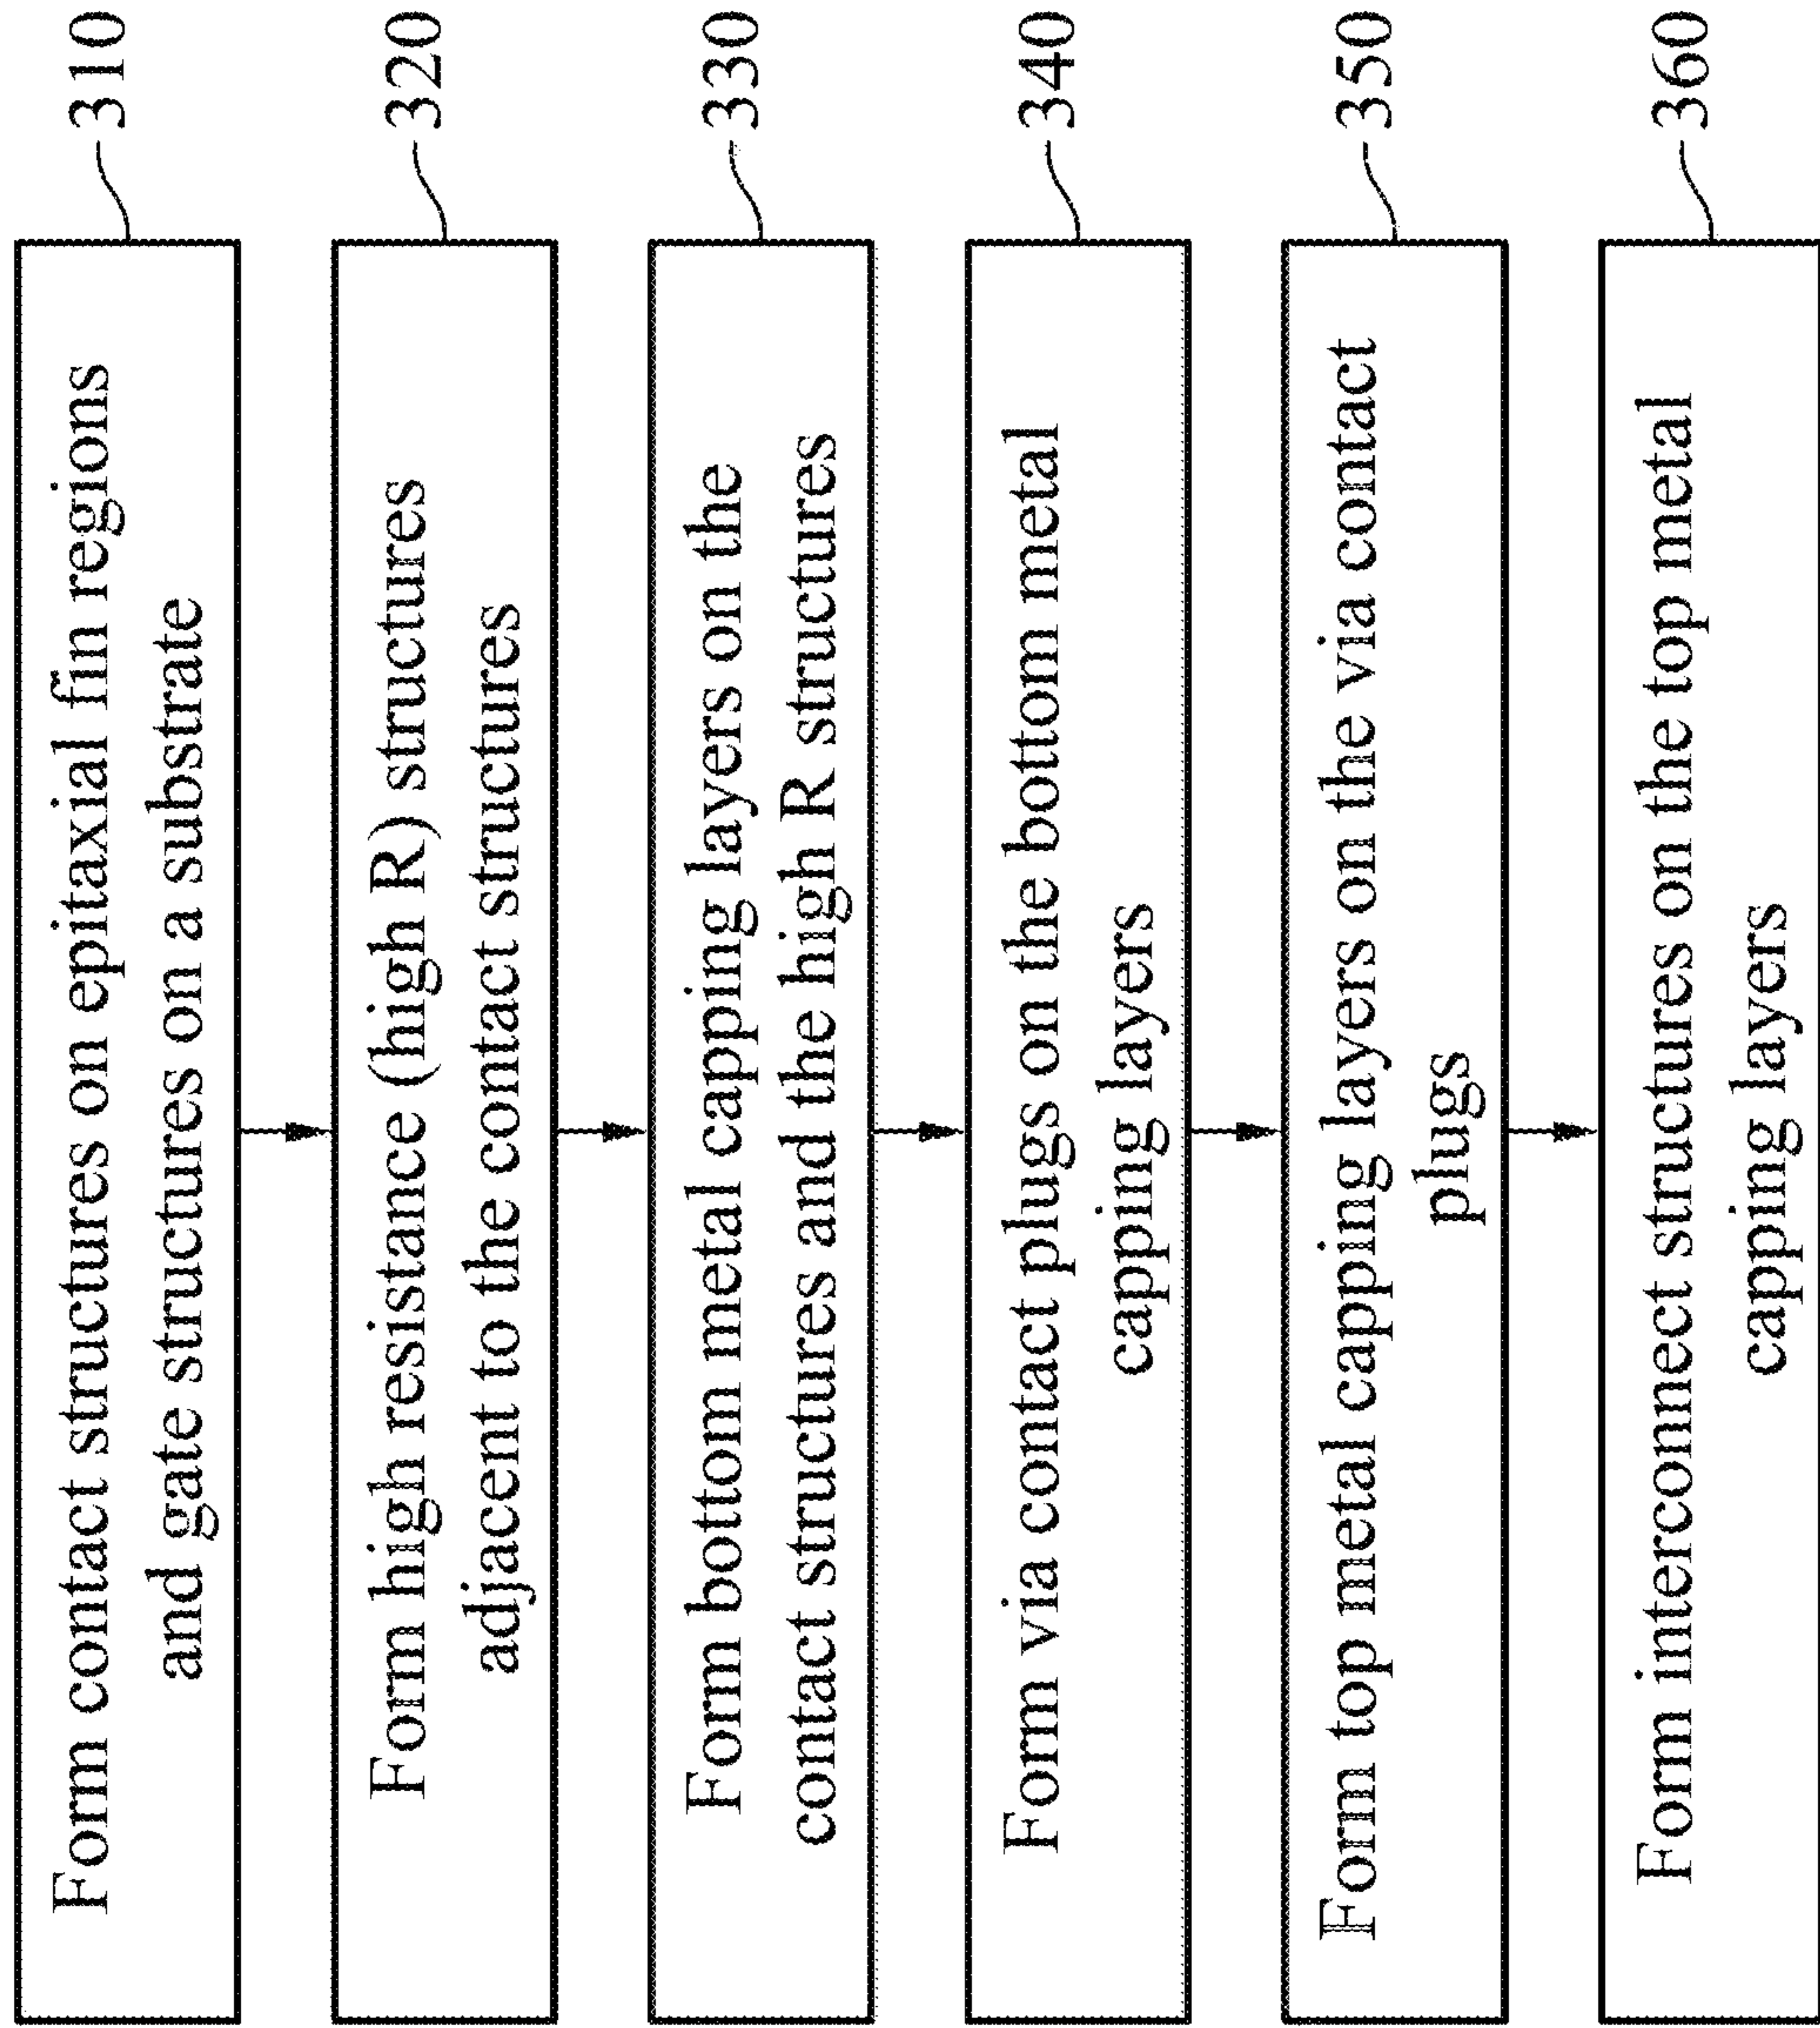 Form contact structures on epitaxial fin regions
and gate structures on a substrate
310
Form high resistance (high R) structures
adjacent to the contact structures
320
Form bottom metal capping layers on the
contact structures and the high R structures
330
Form via contact plugs on the bottom metal
capping layers
340
Form top metal capping layers on the via contact
plugs
350
Form interconnect structures on the top metal
capping layers
360